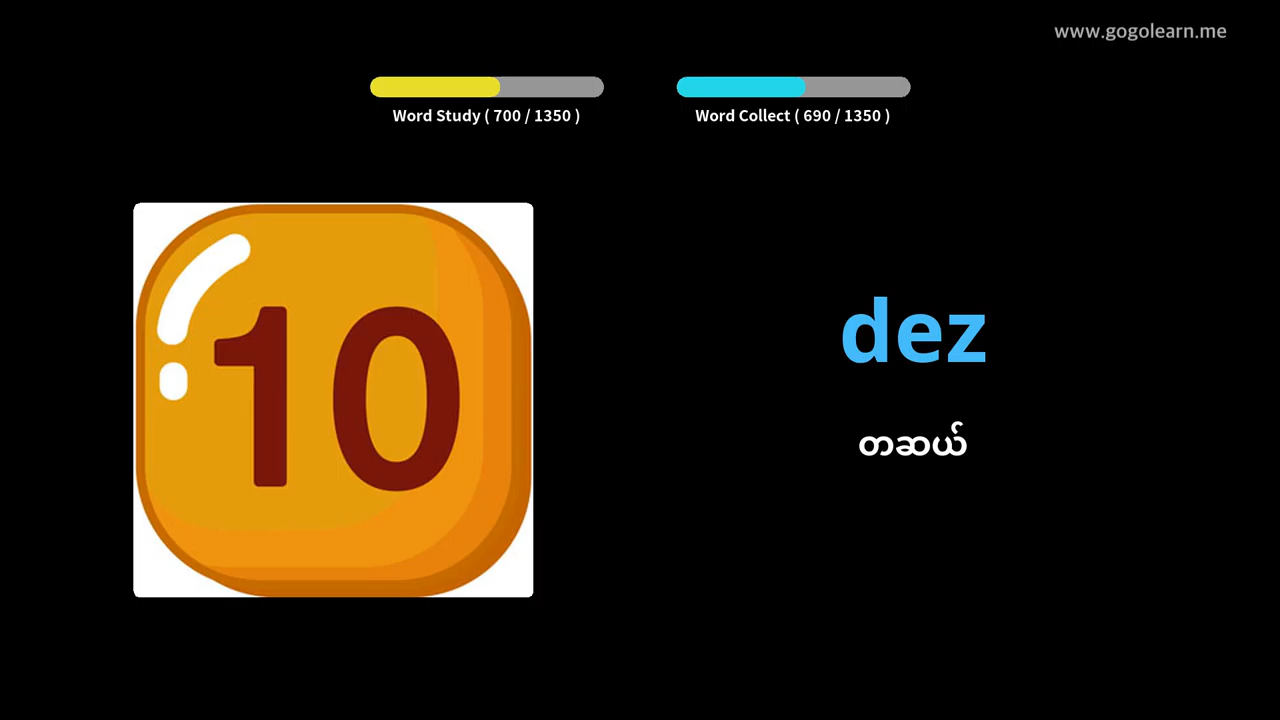 www.gogolearn.me
Word Study ( 700 / 1350 )
Word Collect ( 690 / 1350 )
10
dez
တဆယ်